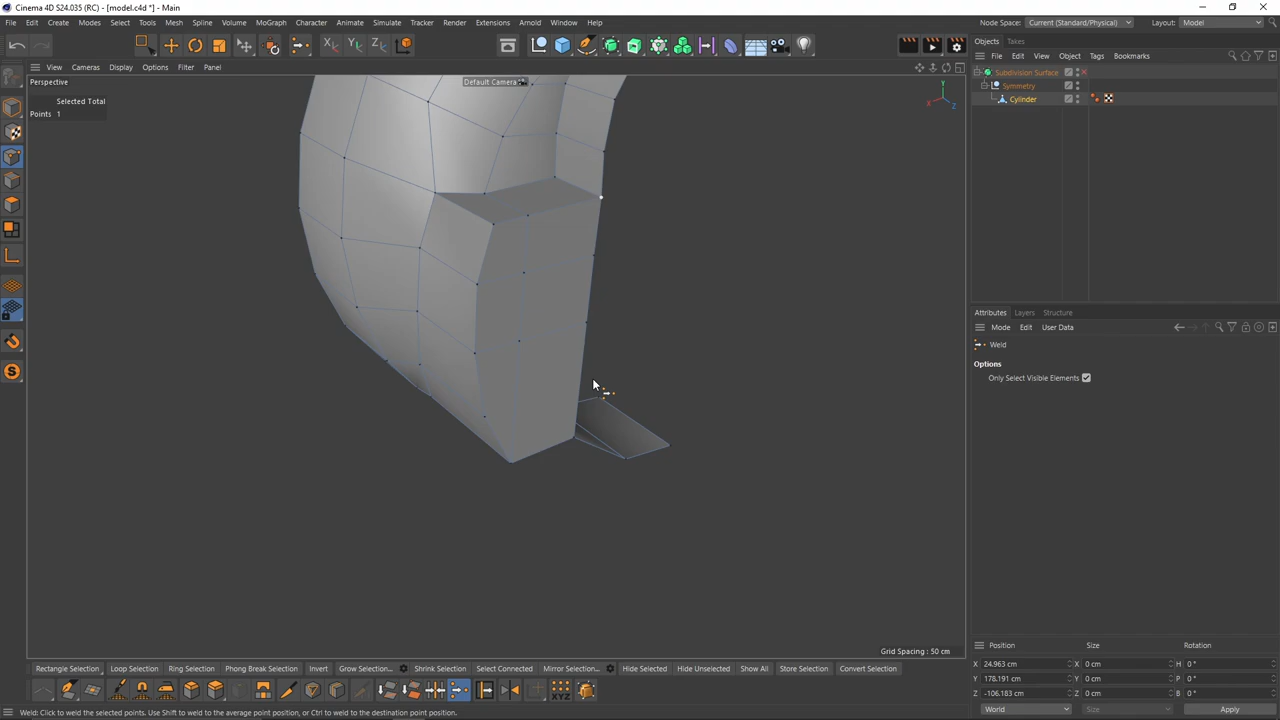 Cinema 4D S24.035 (RC) - [model.c4d *] - Main
File Edit Create Modes Select Tools Mesh Spline Volume MoGraph Character Animate Simulate Tracker Render Extensions Arnold Window Help
Node Space: Current (Standard/Physical) Layout: Model
X Y Z
Objects Takes
File Edit View Object Tags Bookmarks
View Cameras Display Options Filter Panel
Perspective
Default Camera
Subdivision Surface
Symmetry
Cylinder
Selected Total
Points 1
Y
X Z
Attributes Layers Structure
Mode Edit User Data
Weld
Options
Only Select Visible Elements
Grid Spacing : 50 cm
Position Size Rotation
X 24.963 cm X 0 cm H 0 °
Y 178.191 cm Y 0 cm P 0 °
Z -106.183 cm Z 0 cm B 0 °
World Size Apply
Rectangle Selection Loop Selection Ring Selection Phong Break Selection Invert Grow Selection... Shrink Selection Select Connected Mirror Selection... Hide Selected Hide Unselected Show All Store Selection Convert Selection
XYZ
Weld: Click to weld the selected points. Use Shift to weld to the average point position, or Ctrl to weld to the destination point position.